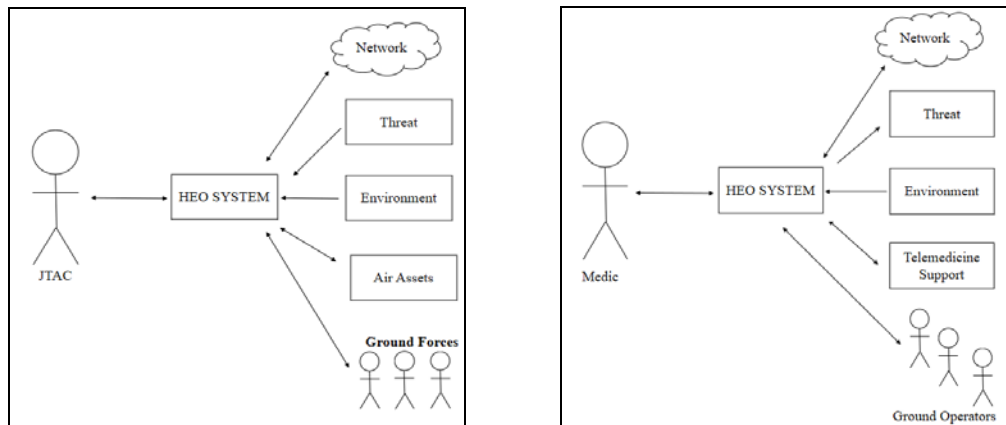 Network
Threat
HEO SYSTEM
Environment
JTAC
Air Assets
Ground Forces
Network
Threat
HEO SYSTEM
Environment
Medic
Telemedicine
Support
Ground Operators